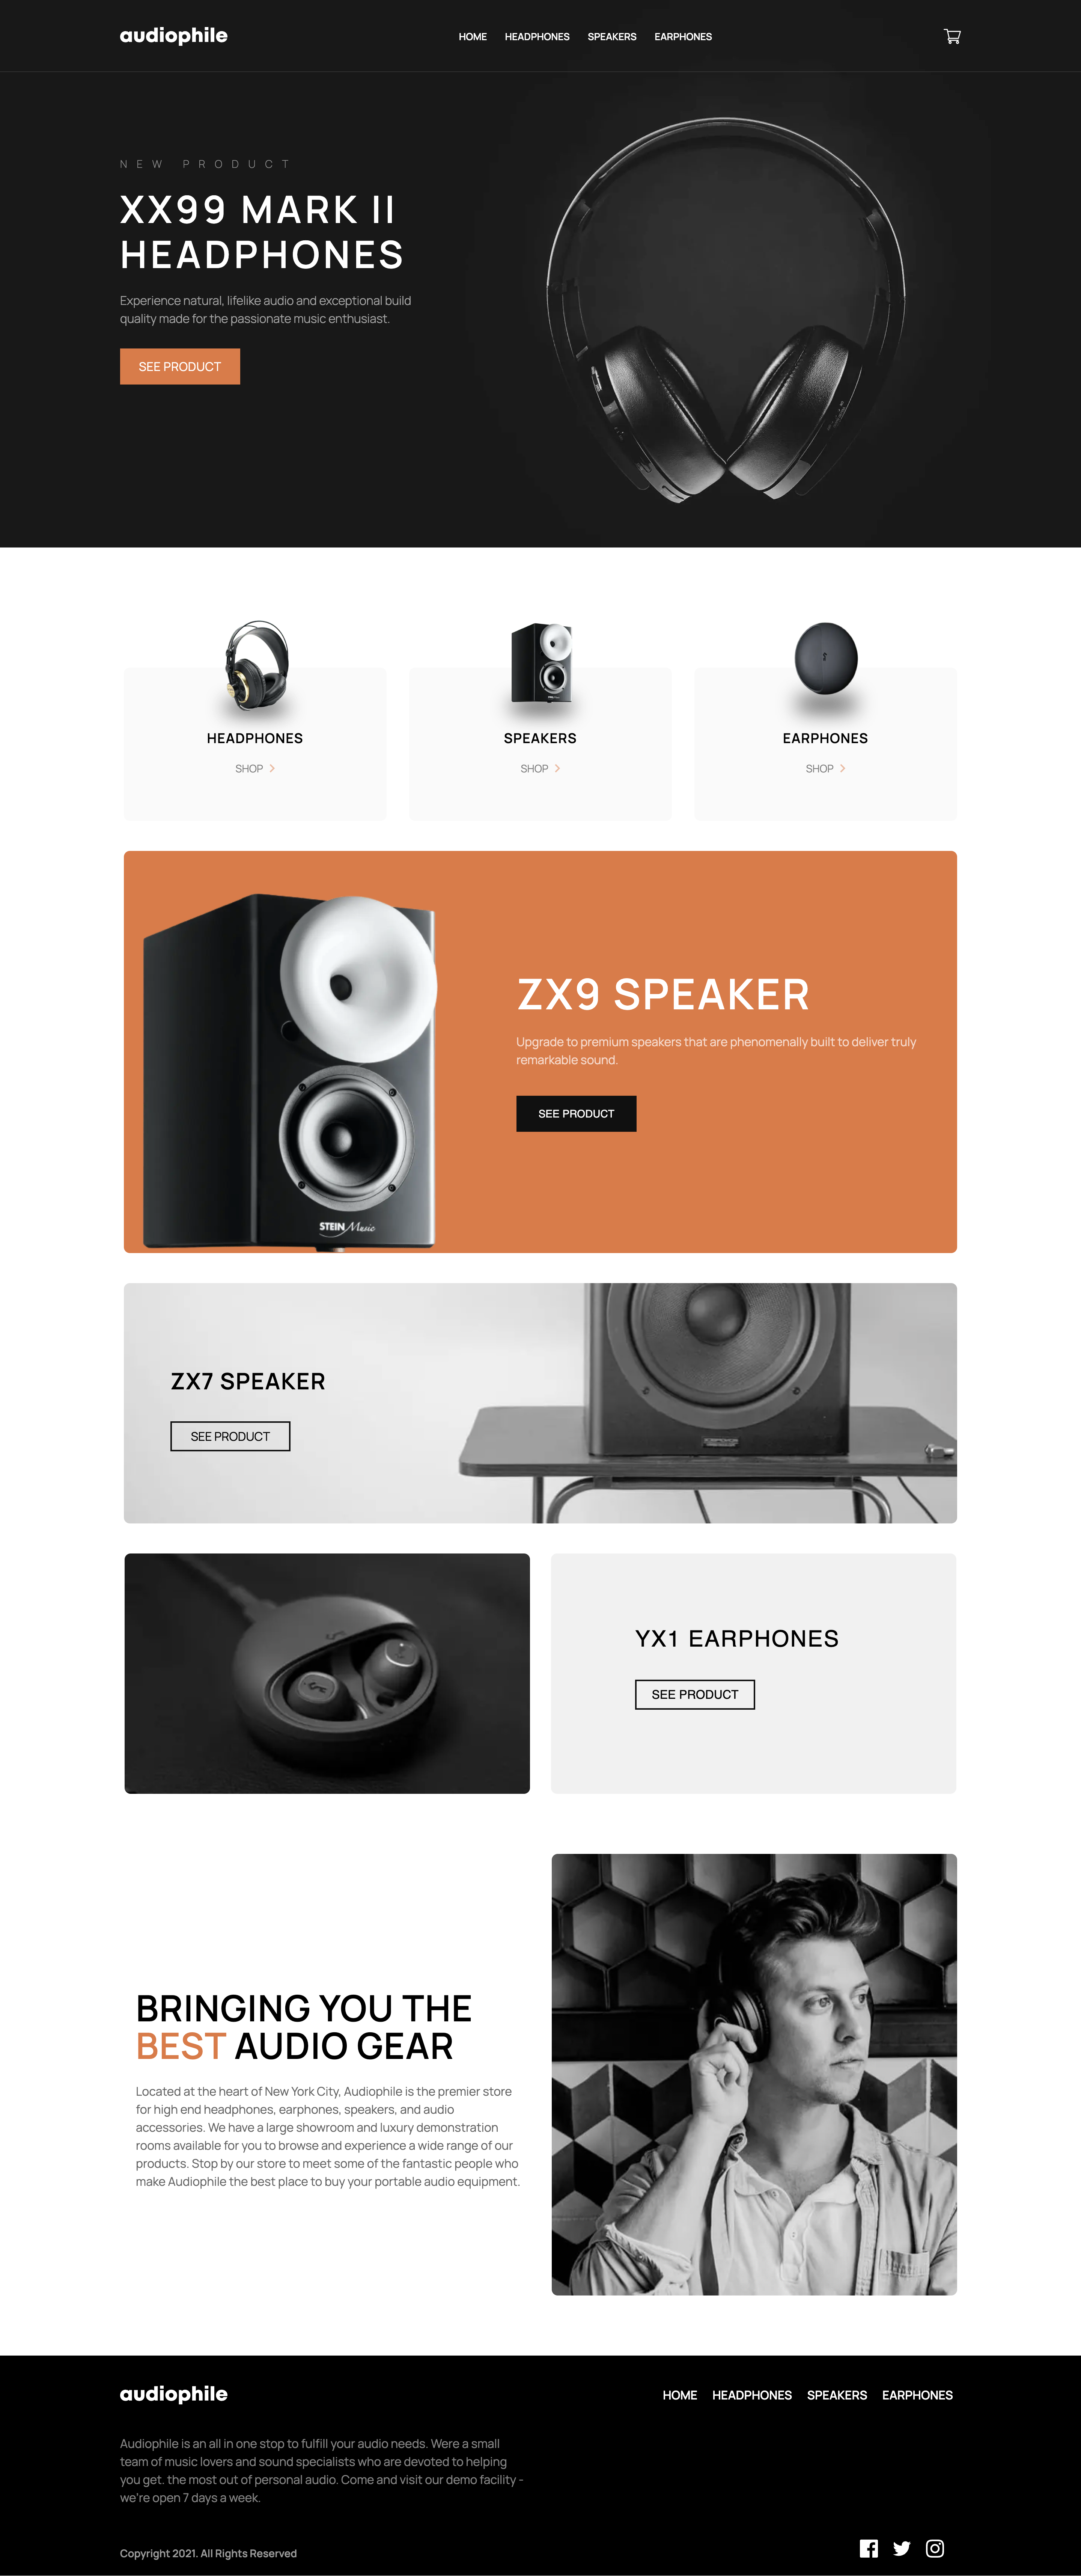 audiophile
HOME HEADPHONES SPEAKERS EARPHONES
NEW PRODUCT
XX99 MARK II
HEADPHONES
Experience natural, lifelike audio and exceptional build
quality made for the passionate music enthusiast.
SEE PRODUCT
HEADPHONES
SHOP
SPEAKERS
SHOP
EARPHONES
SHOP
STEIN Music
ZX9 SPEAKER
Upgrade to premium speakers that are phenomenally built to deliver truly
remarkable sound.
SEE PRODUCT
ZX7 SPEAKER
SEE PRODUCT
YX1 EARPHONES
SEE PRODUCT
BRINGING YOU THE
BEST AUDIO GEAR
Located at the heart of New York City, Audiophile is the premier store
for high end headphones, earphones, speakers, and audio
accessories. We have a large showroom and luxury demonstration
rooms available for you to browse and experience a wide range of our
products. Stop by our store to meet some of the fantastic people who
make Audiophile the best place to buy your portable audio equipment.
audiophile
HOME HEADPHONES SPEAKERS EARPHONES
Audiophile is an all in one stop to fulfill your audio needs. Were a small
team of music lovers and sound specialists who are devoted to helping
you get. the most out of personal audio. Come and visit our demo facility -
we're open 7 days a week.
Copyright 2021. All Rights Reserved